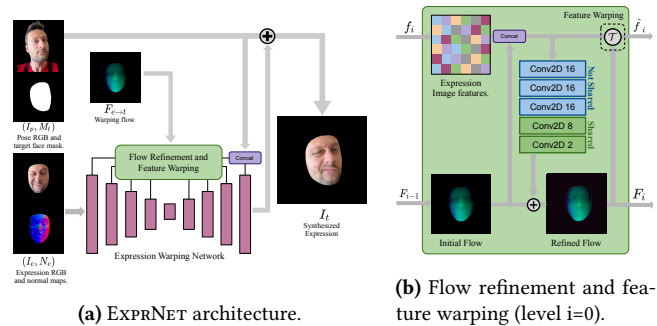 (I_p, M_t)
Pose RGB and
target face mask.
F_{e→t}
Warping flow.
Flow Refinement and
Feature Warping
Concat
(I_e, N_e)
Expression RGB
and normal maps.
Expression Warping Network
I_t
Synthesized
Expression
(a) EXPRNET architecture.
Feature Warping
f_i
Concat
𝒯
f̂_i
Expression
Image features.
Conv2D 16
Conv2D 16
Conv2D 16
Not Shared
Conv2D 8
Conv2D 2
Shared
F_{i−1}
F_i
Initial Flow
Refined Flow
(b) Flow refinement and fea-
ture warping (level i=0).